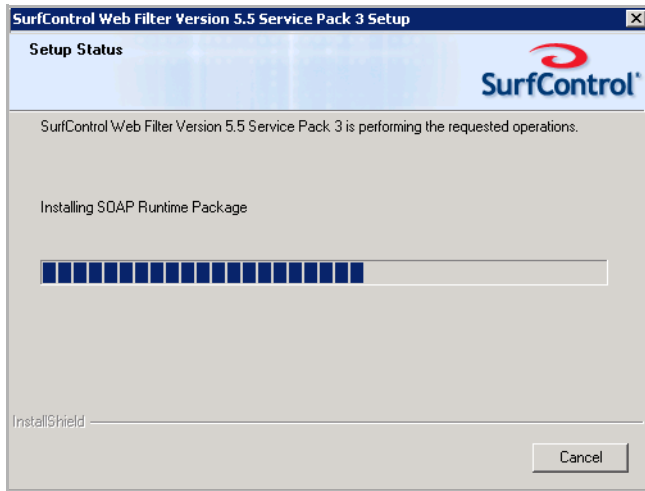 SurfControl Web Filter Version 5.5 Service Pack 3 Setup
Setup Status
SurfControl
SurfControl Web Filter Version 5.5 Service Pack 3 is performing the requested operations.
Installing SOAP Runtime Package
InstallShield
Cancel